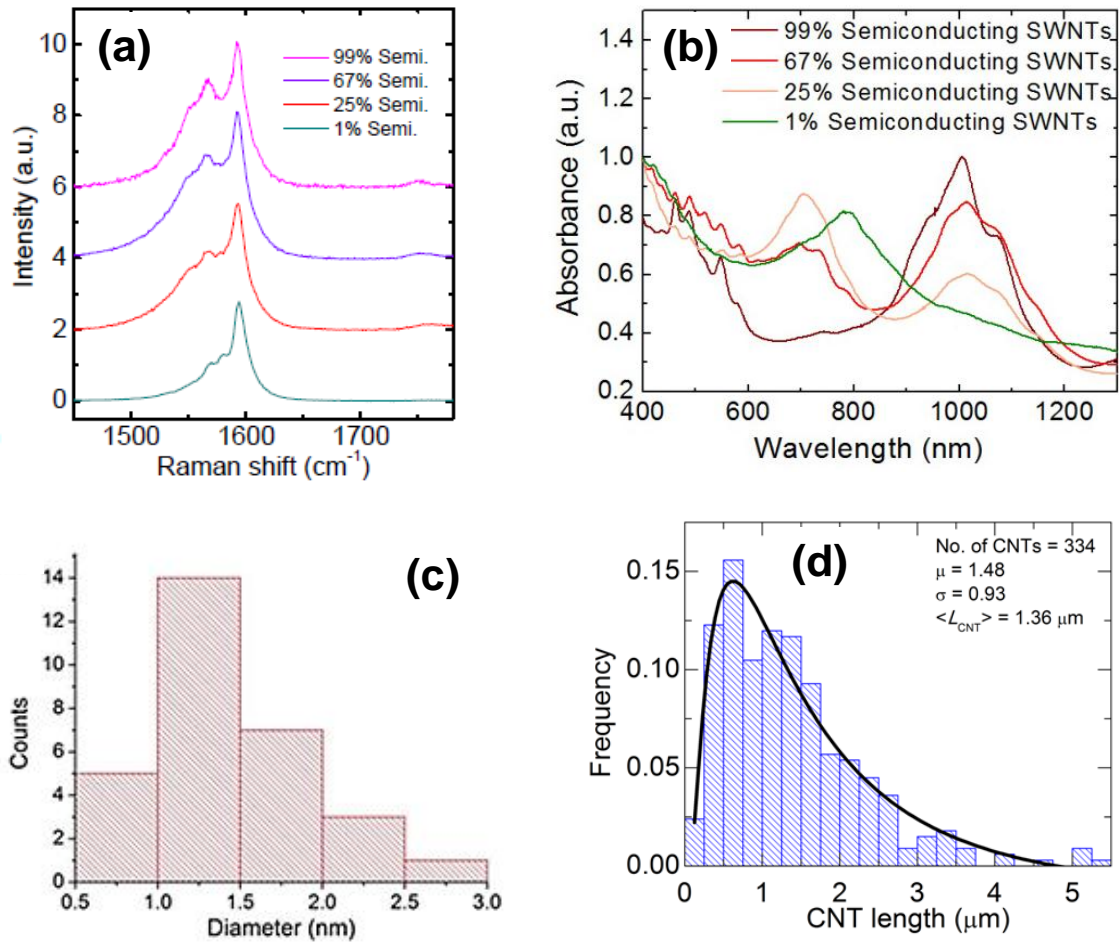 (a)
99% Semi.
67% Semi.
25% Semi.
1% Semi.
Intensity (a.u.)
10
8
6
4
2
0
1500 1600 1700
Raman shift (cm⁻¹)
(b)
99% Semiconducting SWNTs
67% Semiconducting SWNTs
25% Semiconducting SWNTs
1% Semiconducting SWNTs
Absorbance (a.u.)
1.2
1.0
0.8
0.6
0.4
0.2
400 600 800 1000 1200
Wavelength (nm)
(c)
Counts
14
12
10
8
6
4
2
0
0.5 1.0 1.5 2.0 2.5 3.0
Diameter (nm)
(d)
No. of CNTs = 334
μ = 1.48
σ = 0.93
<L_CNT> = 1.36 μm
Frequency
0.15
0.10
0.05
0.00
0 1 2 3 4 5
CNT length (μm)